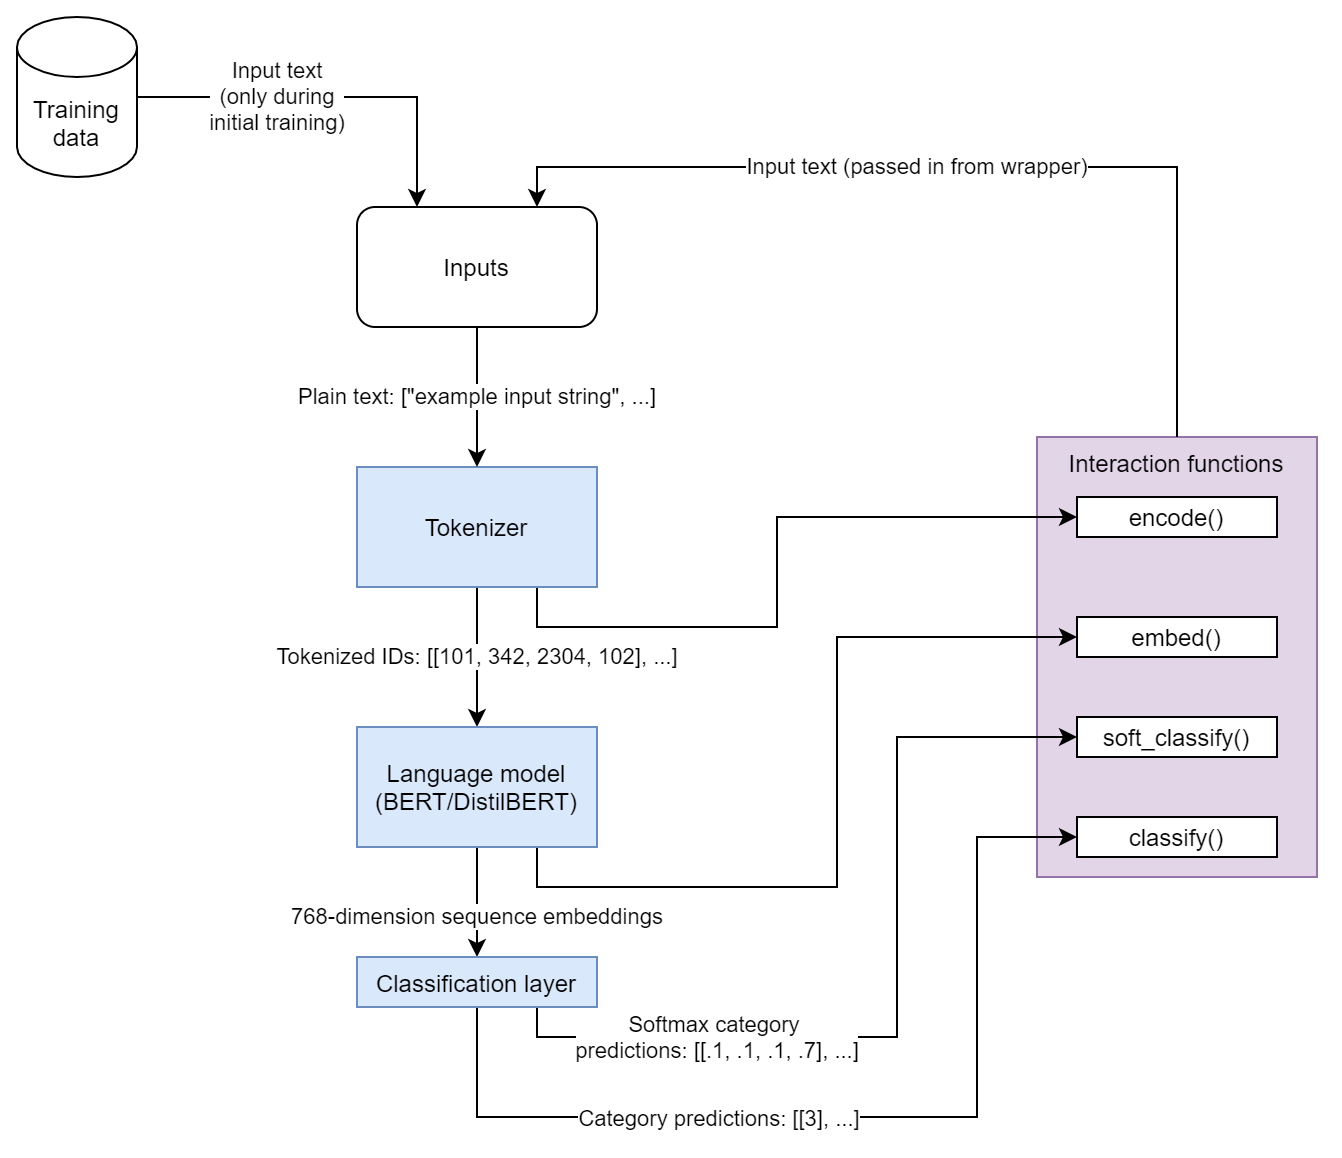 Training
data
Input text
(only during
initial training)
Input text (passed in from wrapper)
Inputs
Plain text: ["example input string", ...]
Interaction functions
Tokenizer
encode()
Tokenized IDs: [[101, 342, 2304, 102], ...]
embed()
soft_classify()
Language model
(BERT/DistilBERT)
classify()
768-dimension sequence embeddings
Classification layer
Softmax category
predictions: [[.1, .1, .1, .7], ...]
Category predictions: [[3], ...]